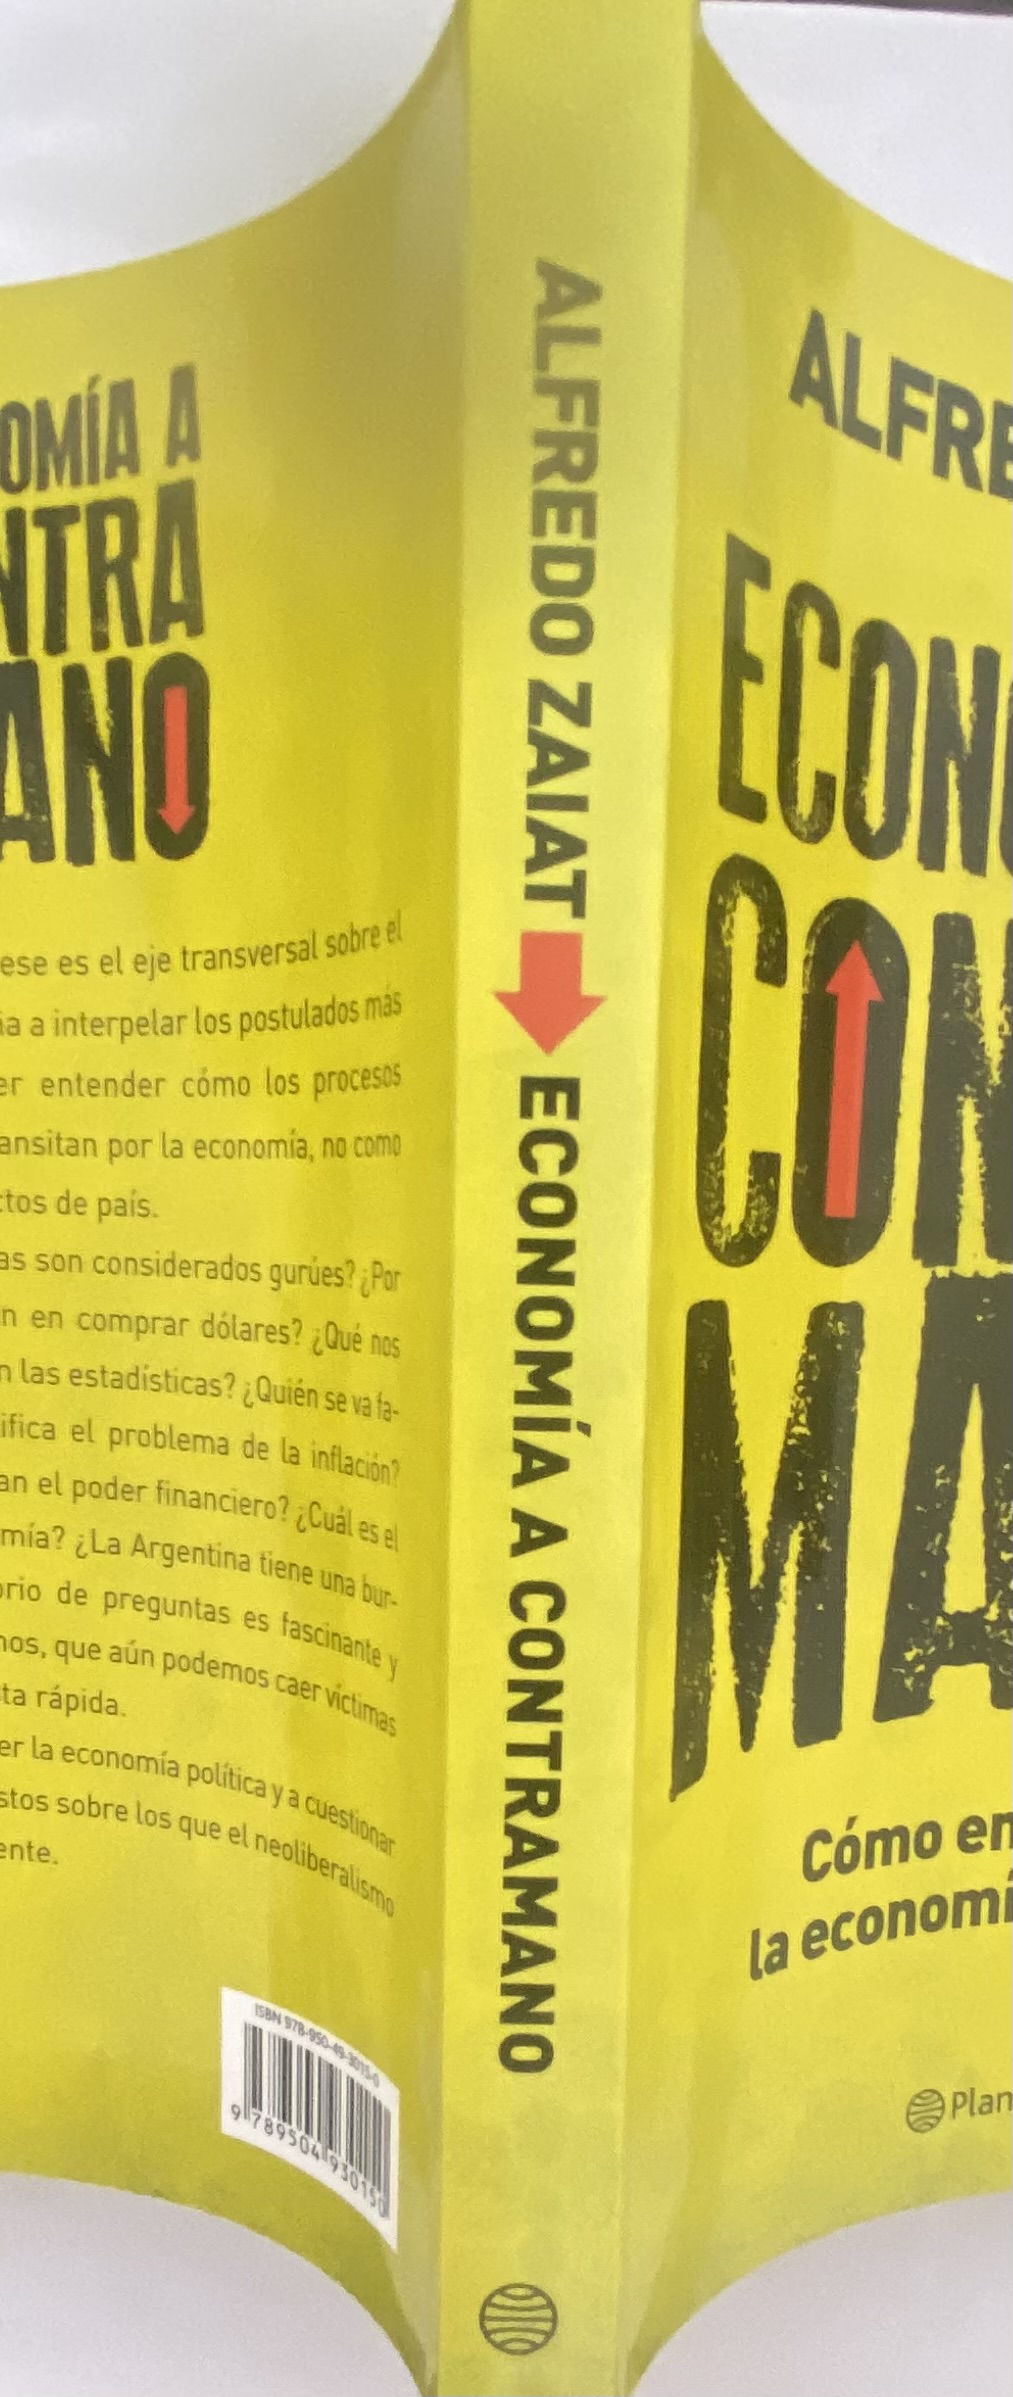 OMÍA A
NTRA
ANO
ese es el eje transversal sobre el
a a interpelar los postulados más
er entender cómo los procesos
ansitan por la economía, no como
ctos de país.
as son considerados gurúes? ¿Por
n en comprar dólares? ¿Qué nos
n las estadísticas? ¿Quién se va fa-
ifica el problema de la inflación?
an el poder financiero? ¿Cuál es el
mía? ¿La Argentina tiene una bur-
orio de preguntas es fascinante y
nos, que aún podemos caer víctimas
ta rápida.
er la economía política y a cuestionar
stos sobre los que el neoliberalismo
ente.
ISBN 978-950-49-3015-0
9 789504 930150
ALFREDO ZAIAT ECONOMÍA A CONTRAMANO
ALFRE
ECONO
CON
MA
Cómo en
la economí
Plan